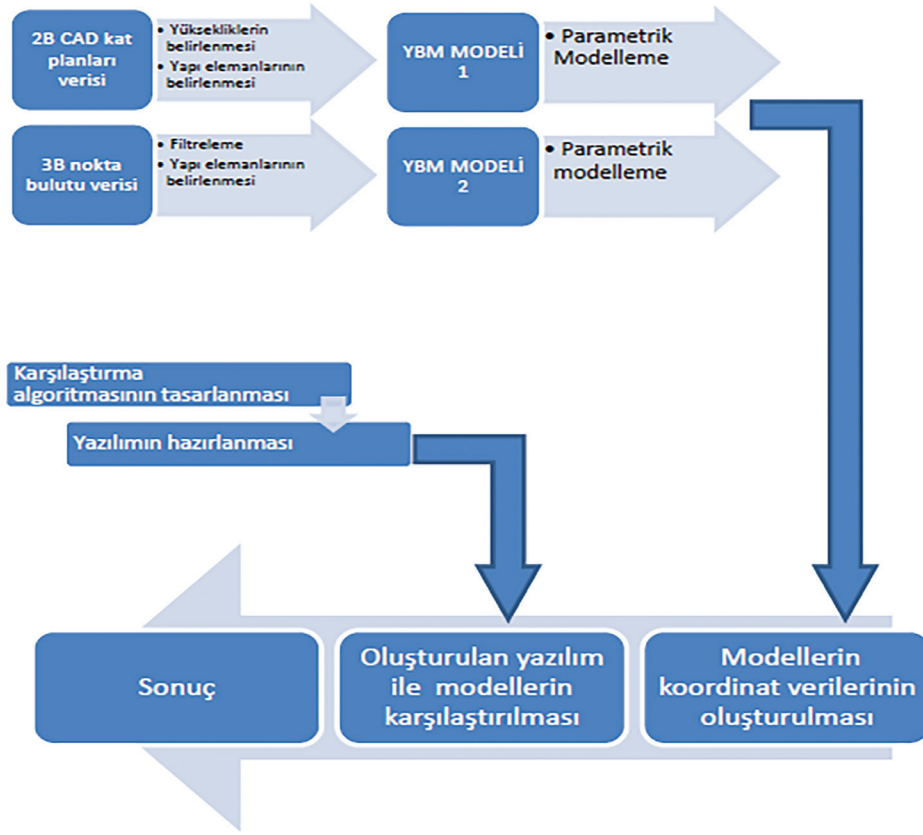 2B CAD kat
planları
verisi
• Yüksekliklerin
belirlenmesi
• Yapı elemanlarının
belirlenmesi
YBM MODELİ
1
• Parametrik
Modelleme
3B nokta
bulutu verisi
• Filtreleme
• Yapı elemanlarının
belirlenmesi
YBM MODELİ
2
• Parametrik
modelleme
Karşılaştırma
algoritmasının tasarlanması
Yazılımın hazırlanması
Sonuç
Oluşturulan yazılım
ile modellerin
karşılaştırılması
Modellerin
koordinat verilerinin
oluşturulması